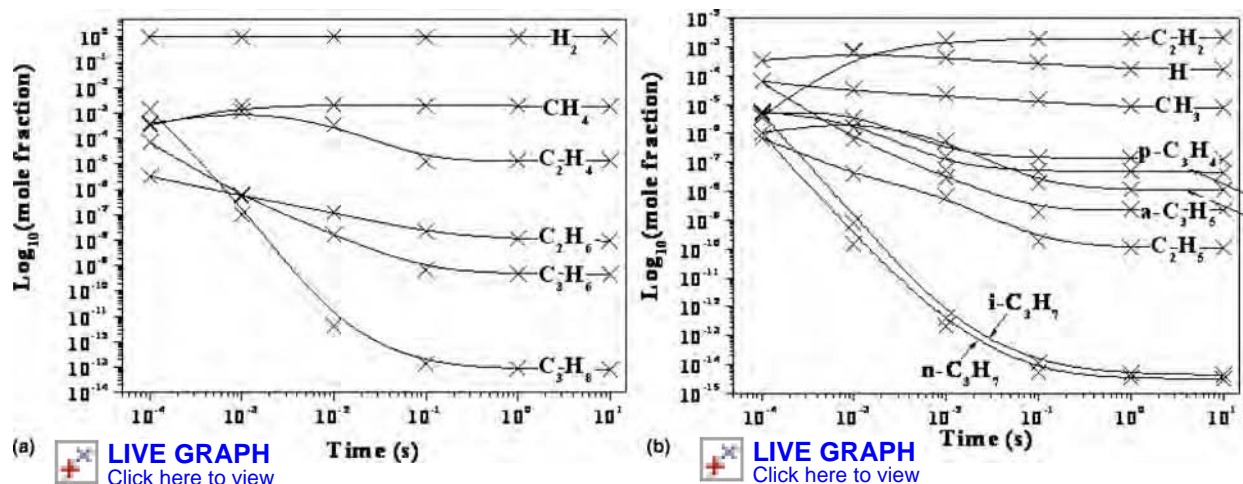 Log₁₀(mole fraction)
10⁰
10⁻¹
10⁻²
10⁻³
10⁻⁴
10⁻⁵
10⁻⁶
10⁻⁷
10⁻⁸
10⁻⁹
10⁻¹⁰
10⁻¹¹
10⁻¹²
10⁻¹³
10⁻¹⁴
H₂
CH₄
C₂H₄
C₂H₆
C₃H₆
C₃H₈
10⁻⁴ 10⁻³ 10⁻² 10⁻¹ 10⁰ 10¹
Time (s)
(a)
LIVE GRAPH
Click here to view
Log₁₀(mole fraction)
10⁻²
10⁻³
10⁻⁴
10⁻⁵
10⁻⁶
10⁻⁷
10⁻⁸
10⁻⁹
10⁻¹⁰
10⁻¹¹
10⁻¹²
10⁻¹³
10⁻¹⁴
10⁻¹⁵
C₂H₂
H
CH₃
p-C₃H₄
a-C₃H₅
C₂H₅
i-C₃H₇
n-C₃H₇
10⁻⁴ 10⁻³ 10⁻² 10⁻¹ 10⁰ 10¹
Time (s)
(b)
LIVE GRAPH
Click here to view